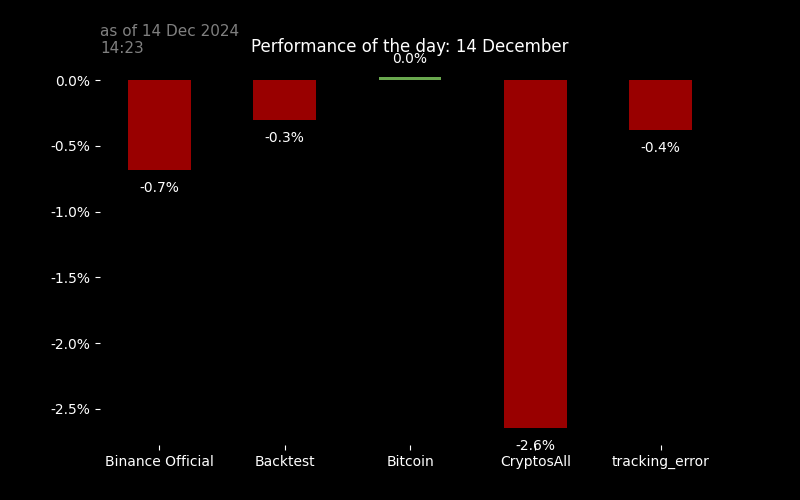 as of 14 Dec 2024
14:23
Performance of the day: 14 December
0.0%
0.0%
-0.5%
-1.0%
-1.5%
-2.0%
-2.5%
-0.7%
-0.3%
-2.6%
-0.4%
Binance Official
Backtest
Bitcoin
CryptosAll
tracking_error